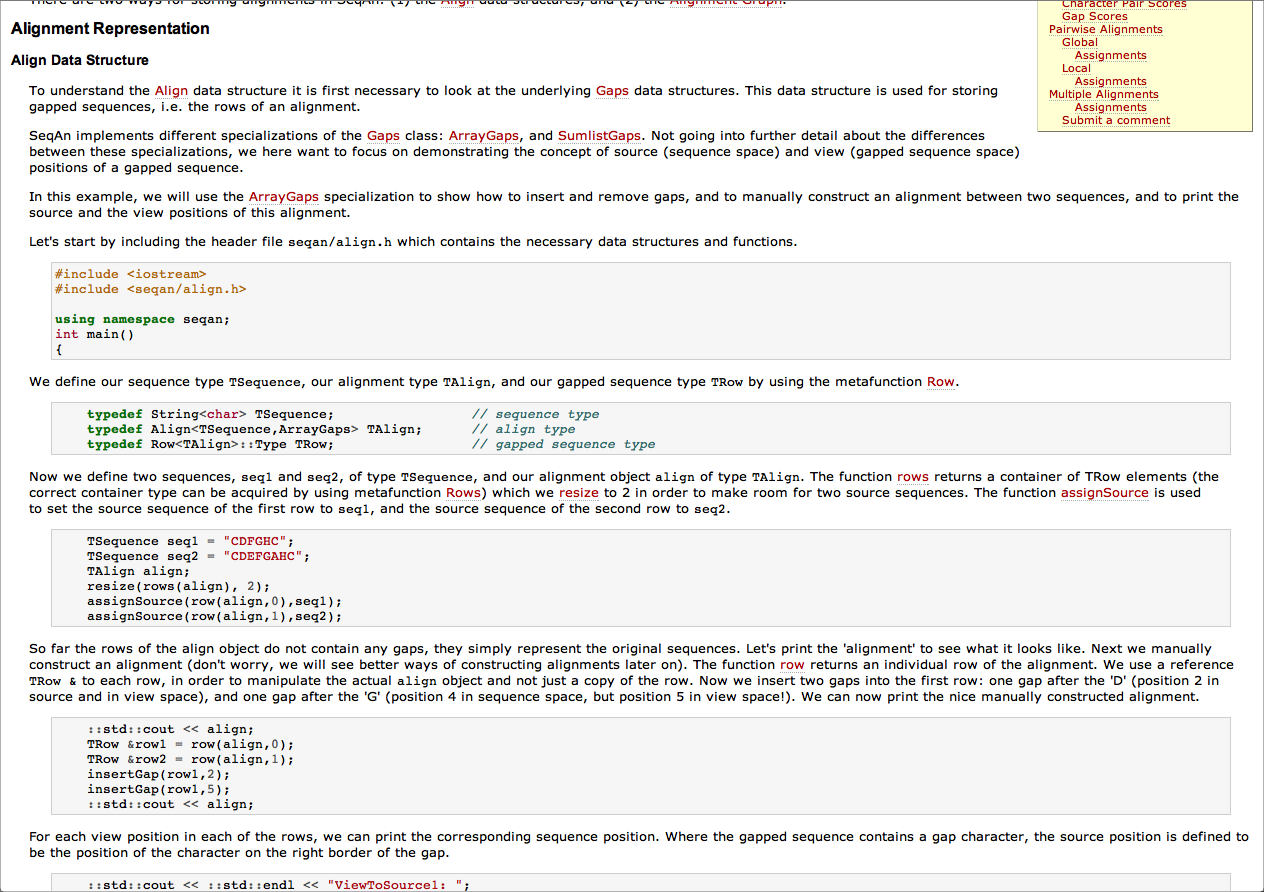 There are two ways for storing alignments in SeqAn: (1) the Align data structures, and (2) the Alignment Graph.
Alignment Representation
Align Data Structure
To understand the Align data structure it is first necessary to look at the underlying Gaps data structures. This data structure is used for storing
gapped sequences, i.e. the rows of an alignment.
SeqAn implements different specializations of the Gaps class: ArrayGaps, and SumlistGaps. Not going into further detail about the differences
between these specializations, we here want to focus on demonstrating the concept of source (sequence space) and view (gapped sequence space)
positions of a gapped sequence.
In this example, we will use the ArrayGaps specialization to show how to insert and remove gaps, and to manually construct an alignment between two sequences, and to print the
source and the view positions of this alignment.
Let's start by including the header file seqan/align.h which contains the necessary data structures and functions.
#include <iostream>
#include <seqan/align.h>
using namespace seqan;
int main()
{
We define our sequence type TSequence, our alignment type TAlign, and our gapped sequence type TRow by using the metafunction Row.
typedef String<char> TSequence; // sequence type
typedef Align<TSequence,ArrayGaps> TAlign; // align type
typedef Row<TAlign>::Type TRow; // gapped sequence type
Now we define two sequences, seq1 and seq2, of type TSequence, and our alignment object align of type TAlign. The function rows returns a container of TRow elements (the
correct container type can be acquired by using metafunction Rows) which we resize to 2 in order to make room for two source sequences. The function assignSource is used
to set the source sequence of the first row to seq1, and the source sequence of the second row to seq2.
TSequence seq1 = "CDFGHC";
TSequence seq2 = "CDEFGAHC";
TAlign align;
resize(rows(align), 2);
assignSource(row(align,0),seq1);
assignSource(row(align,1),seq2);
So far the rows of the align object do not contain any gaps, they simply represent the original sequences. Let's print the 'alignment' to see what it looks like. Next we manually
construct an alignment (don't worry, we will see better ways of constructing alignments later on). The function row returns an individual row of the alignment. We use a reference
TRow & to each row, in order to manipulate the actual align object and not just a copy of the row. Now we insert two gaps into the first row: one gap after the 'D' (position 2 in
source and in view space), and one gap after the 'G' (position 4 in sequence space, but position 5 in view space!). We can now print the nice manually constructed alignment.
::std::cout << align;
TRow &row1 = row(align,0);
TRow &row2 = row(align,1);
insertGap(row1,2);
insertGap(row1,5);
::std::cout << align;
For each view position in each of the rows, we can print the corresponding sequence position. Where the gapped sequence contains a gap character, the source position is defined to
be the position of the character on the right border of the gap.
::std::cout << ::std::endl << "ViewToSource1: ";
Character Pair Scores
Gap Scores
Pairwise Alignments
Global
Assignments
Local
Assignments
Multiple Alignments
Assignments
Submit a comment